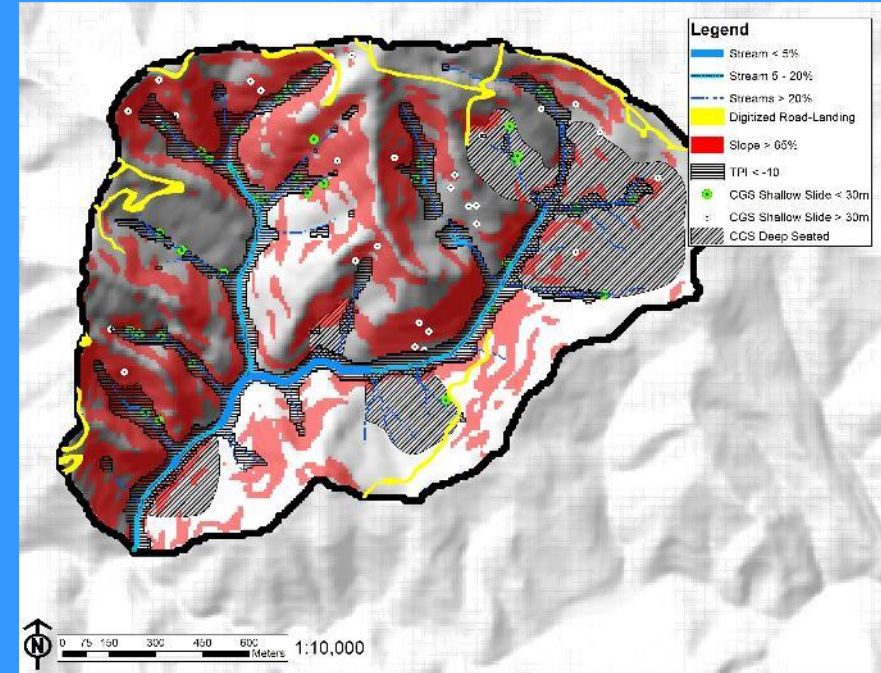 Legend
Stream < 5%
Stream 5 - 20%
Streams > 20%
Digitized Road-Landing
Slope > 65%
TPI < -10
CGS Shallow Slide < 30m
CGS Shallow Slide > 30m
CGS Deep Seated
N
0 75 150 300 450 600
Meters
1:10,000